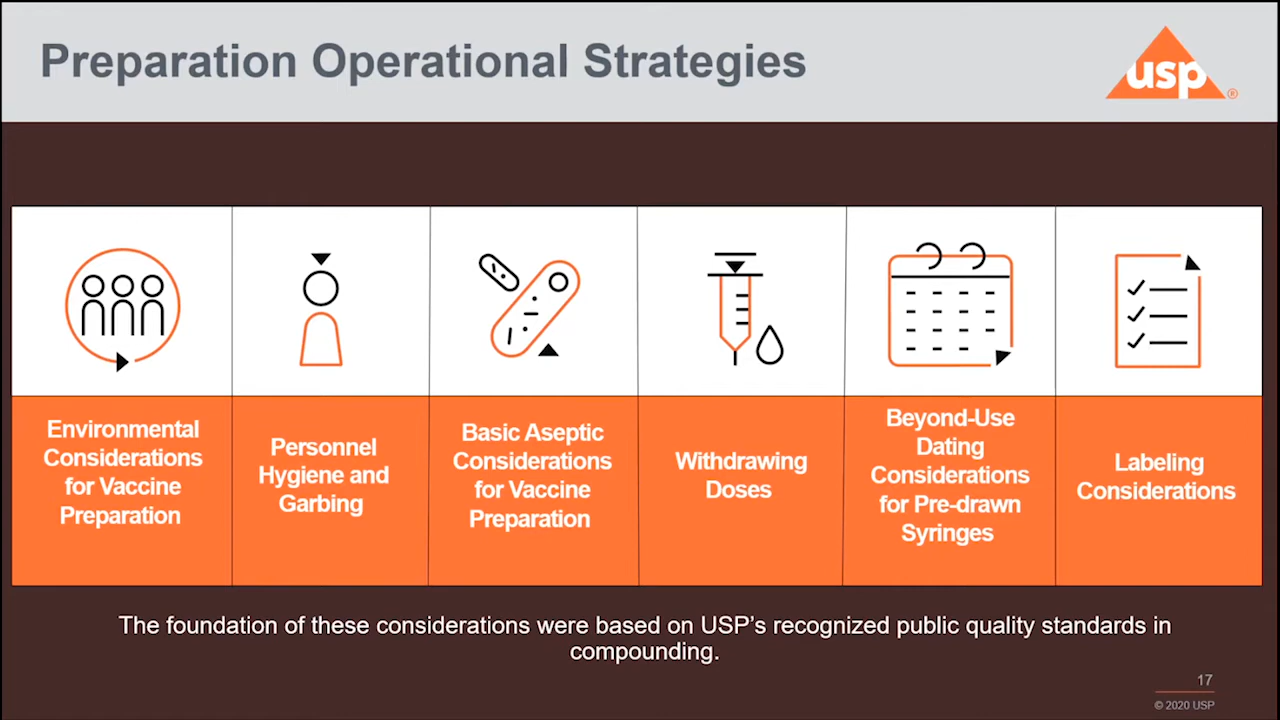 Preparation Operational Strategies
usp®
Environmental
Considerations
for Vaccine
Preparation
Personnel
Hygiene and
Garbing
Basic Aseptic
Considerations
for Vaccine
Preparation
Withdrawing
Doses
Beyond-Use
Dating
Considerations
for Pre-drawn
Syringes
Labeling
Considerations
The foundation of these considerations were based on USP’s recognized public quality standards in
compounding.
17
© 2020 USP